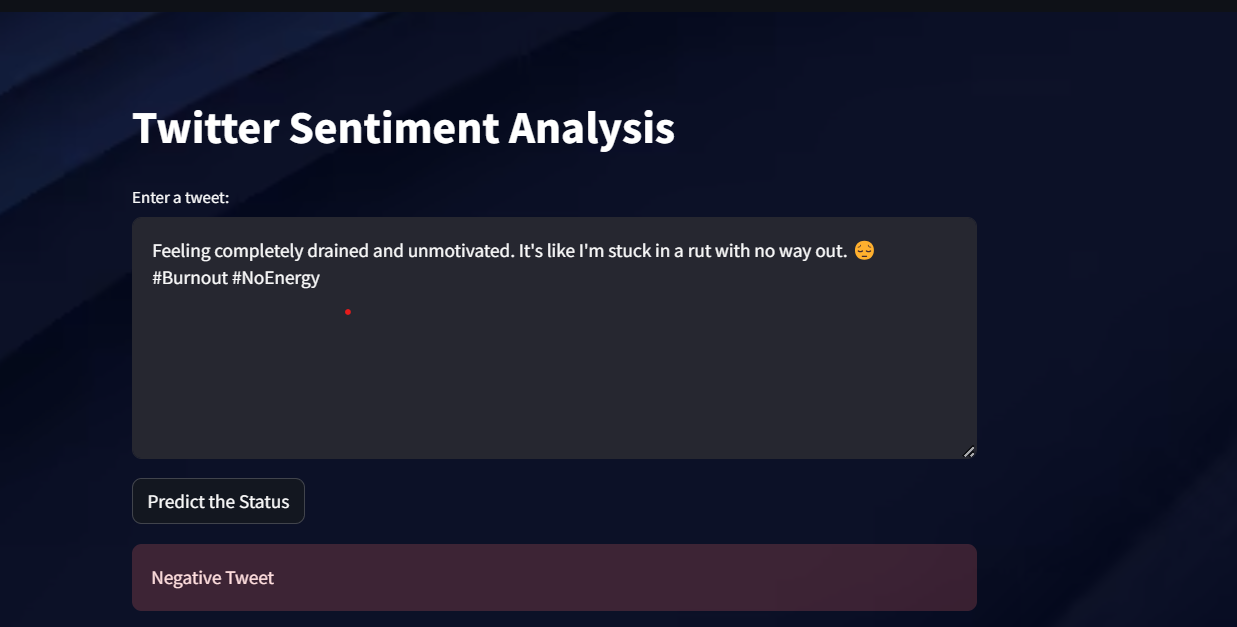 Twitter Sentiment Analysis
Enter a tweet:
Feeling completely drained and unmotivated. It's like I'm stuck in a rut with no way out. 😔
#Burnout #NoEnergy
Predict the Status
Negative Tweet